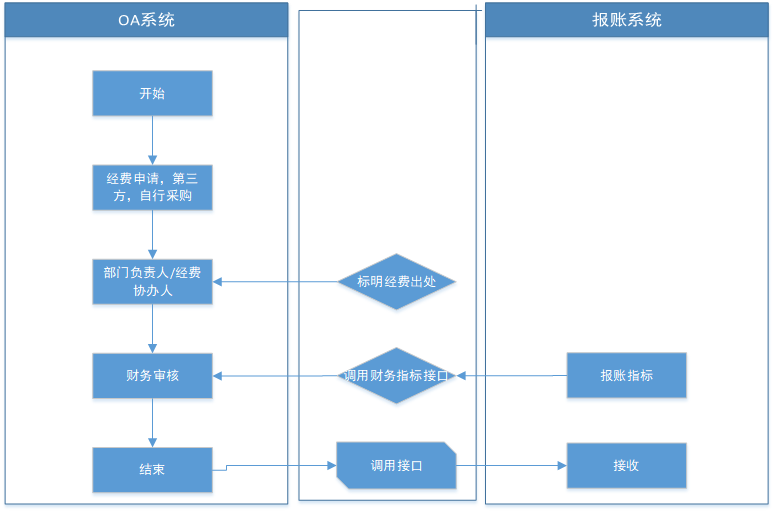 OA系统
报账系统
开始
经费申请，第三
方，自行采购
部门负责人/经费
协办人
标明经费出处
财务审核
调用财务指标接口
报账指标
结束
调用接口
接收